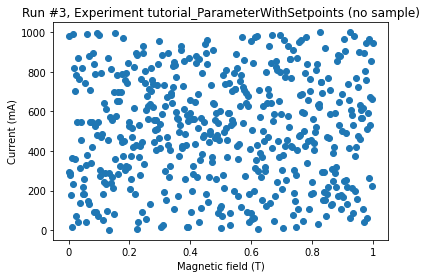 Run #3, Experiment tutorial_ParameterWithSetpoints (no sample)
1000
800
600
400
200
0
Current (mA)
0 0.2 0.4 0.6 0.8 1
Magnetic field (T)